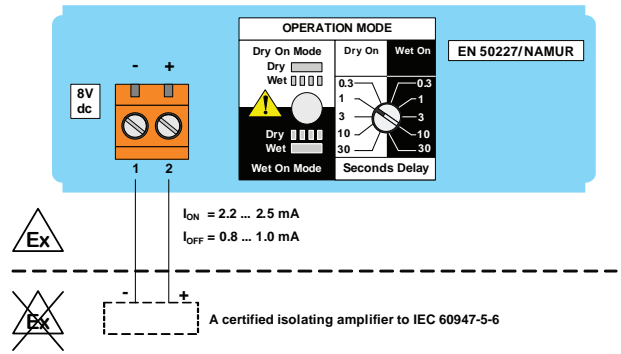 OPERATION MODE
Dry On Mode
Dry On
Wet On
EN 50227/NAMUR
- +
Dry
Wet
8V
dc
0.3 0.3
1 1
3 3
10 10
30 30
Dry
Wet
1 2
Wet On Mode
Seconds Delay
I_ON = 2.2 ... 2.5 mA
I_OFF = 0.8 ... 1.0 mA
Ex
- +
Ex
A certified isolating amplifier to IEC 60947-5-6